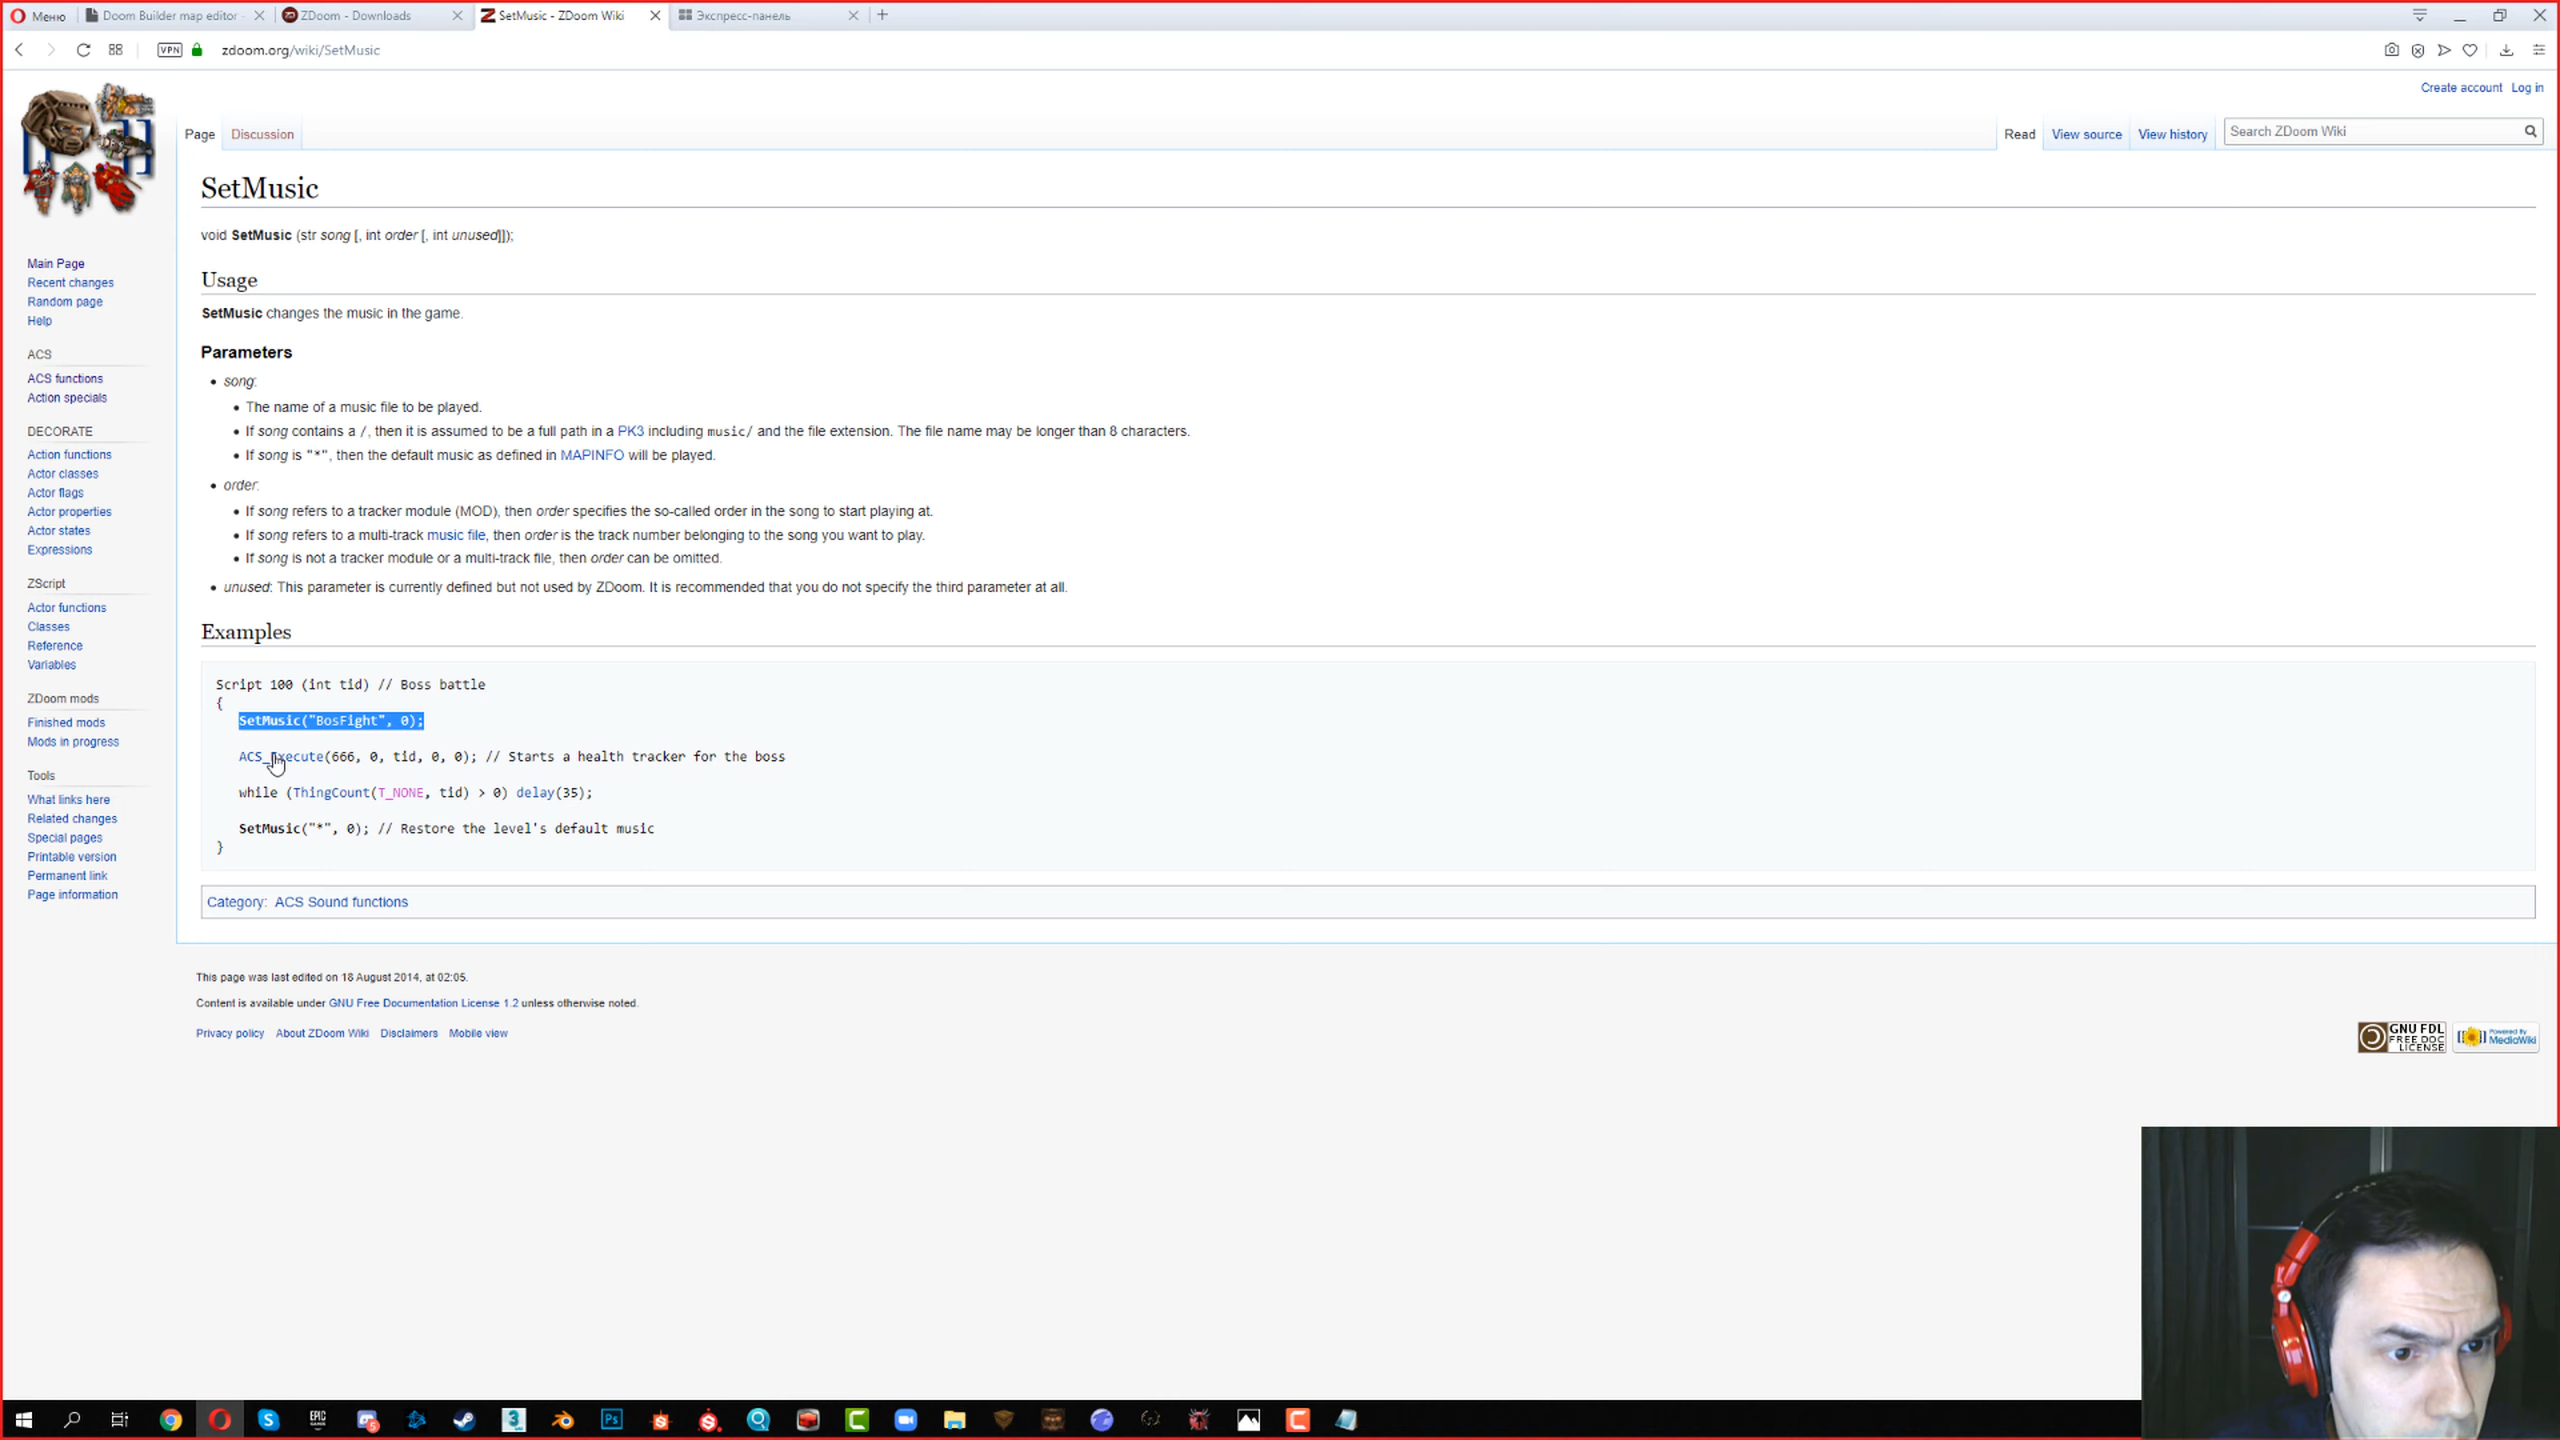 Меню
Doom Builder map editor
ZDoom - Downloads
SetMusic - ZDoom Wiki
Экспресс-панель
VPN
zdoom.org/wiki/SetMusic
Create account Log in
Page Discussion
Read View source View history
Search ZDoom Wiki
SetMusic
void SetMusic (str song [, int order [, int unused]]);
Usage
SetMusic changes the music in the game.
Parameters
song:
The name of a music file to be played.
If song contains a /, then it is assumed to be a full path in a PK3 including music/ and the file extension. The file name may be longer than 8 characters.
If song is "*", then the default music as defined in MAPINFO will be played.
order:
If song refers to a tracker module (MOD), then order specifies the so-called order in the song to start playing at.
If song refers to a multi-track music file, then order is the track number belonging to the song you want to play.
If song is not a tracker module or a multi-track file, then order can be omitted.
unused: This parameter is currently defined but not used by ZDoom. It is recommended that you do not specify the third parameter at all.
Examples
Script 100 (int tid) // Boss battle
{
SetMusic("BosFight", 0);
ACS_Execute(666, 0, tid, 0, 0); // Starts a health tracker for the boss
while (ThingCount(T_NONE, tid) > 0) delay(35);
SetMusic("*", 0); // Restore the level's default music
}
Category: ACS Sound functions
Main Page
Recent changes
Random page
Help
ACS
ACS functions
Action specials
DECORATE
Action functions
Actor classes
Actor flags
Actor properties
Actor states
Expressions
ZScript
Actor functions
Classes
Reference
Variables
ZDoom mods
Finished mods
Mods in progress
Tools
What links here
Related changes
Special pages
Printable version
Permanent link
Page information
This page was last edited on 18 August 2014, at 02:05.
Content is available under GNU Free Documentation License 1.2 unless otherwise noted.
Privacy policy About ZDoom Wiki Disclaimers Mobile view
GNU FDL
FREE DOC
LICENSE
Powered By
MediaWiki
EPIC
GAMES
5
3
Ps